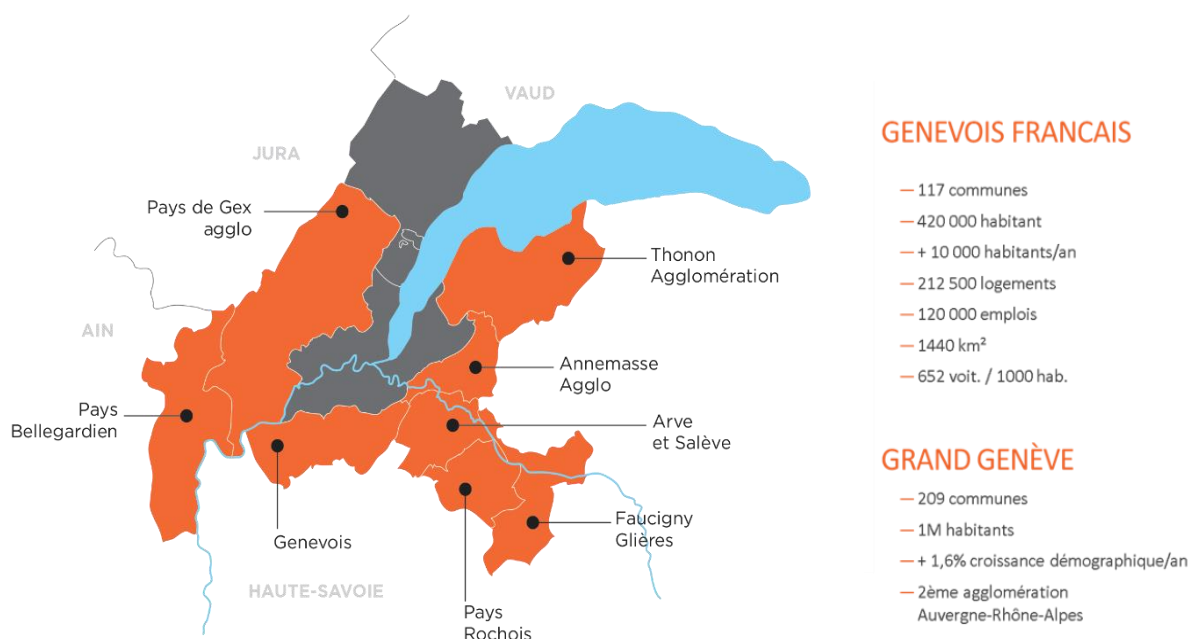 VAUD
JURA
Pays de Gex
agglo
Thonon
Agglomération
AIN
Annemasse
Agglo
Pays
Bellegardien
Arve
et Salève
Genevois
Faucigny
Glières
HAUTE-SAVOIE
Pays
Rochois
GENEVOIS FRANCAIS
— 117 communes
— 420 000 habitant
— + 10 000 habitants/an
— 212 500 logements
— 120 000 emplois
— 1440 km²
— 652 voit. / 1000 hab.
GRAND GENÈVE
— 209 communes
— 1M habitants
— + 1,6% croissance démographique/an
— 2ème agglomération
Auvergne-Rhône-Alpes